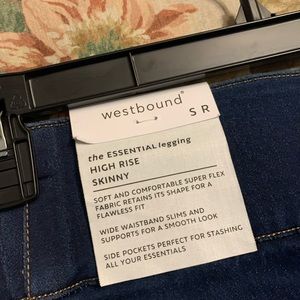 westbound®
S R
the ESSENTIAL legging
HIGH RISE
SKINNY
SOFT AND COMFORTABLE SUPER FLEX
FABRIC RETAINS ITS SHAPE FOR A
FLAWLESS FIT
WIDE WAISTBAND SLIMS AND
SUPPORTS FOR A SMOOTH LOOK
SIDE POCKETS PERFECT FOR STASHING
ALL YOUR ESSENTIALS